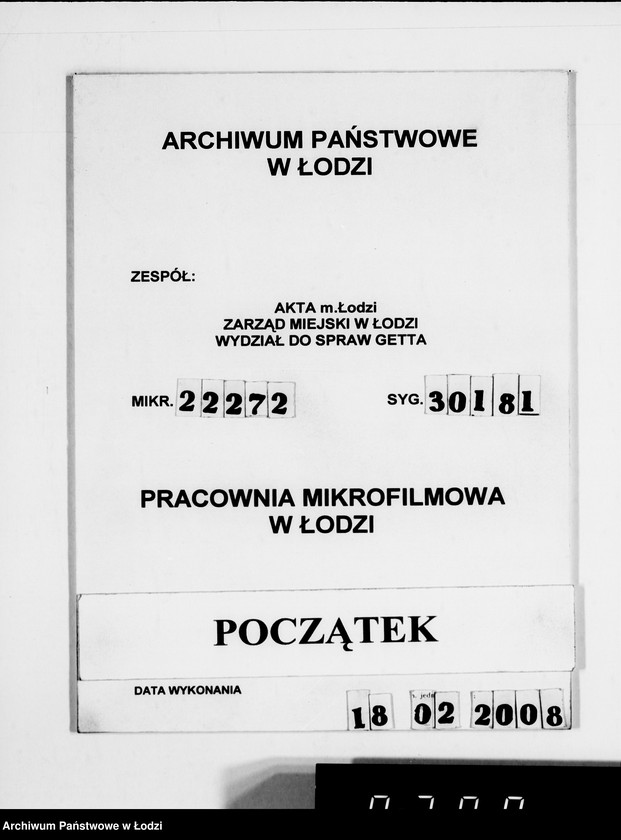 ARCHIWUM PAŃSTWOWE
W ŁODZI
ZESPÓŁ:
AKTA m.Łodzi
ZARZĄD MIEJSKI W ŁODZI
WYDZIAŁ DO SPRAW GETTA
MIKR. 22272 SYG. 30181
PRACOWNIA MIKROFILMOWA
W ŁODZI
POCZĄTEK
DATA WYKONANIA
18 02 2008
Archiwum Państwowe w Łodzi